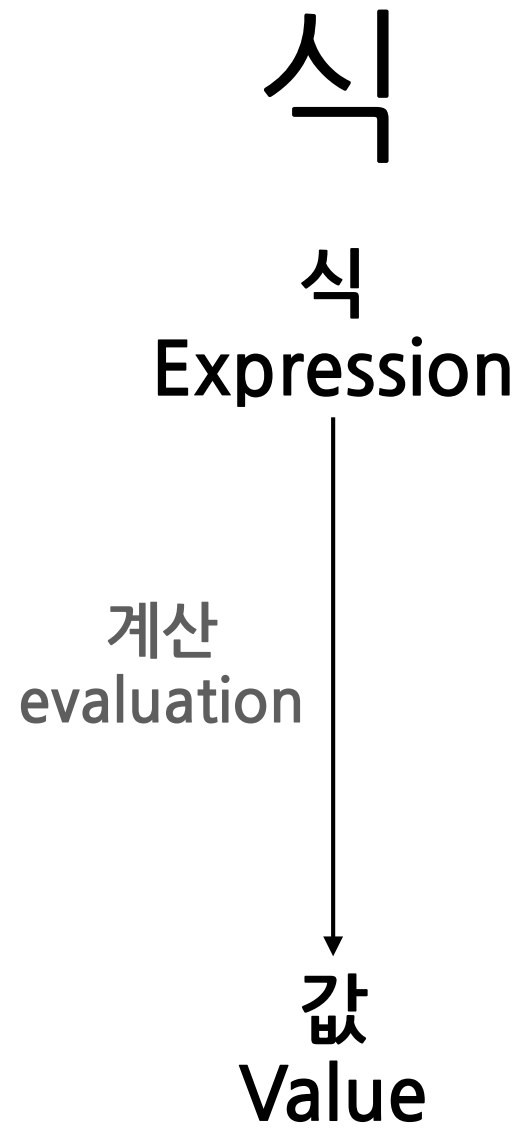 식
식
Expression
계산
evaluation
값
Value